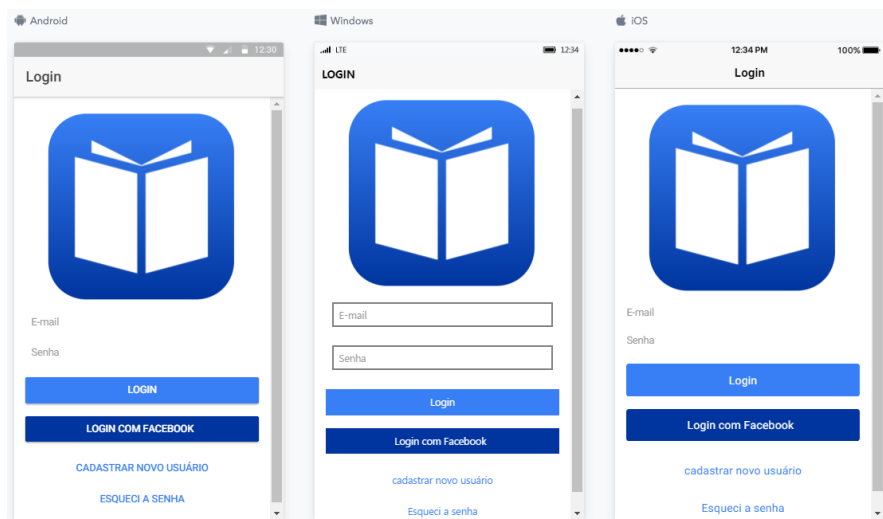 Android
12:30
Login
E-mail
Senha
LOGIN
LOGIN COM FACEBOOK
CADASTRAR NOVO USUÁRIO
ESQUECI A SENHA
Windows
LTE
12:34
LOGIN
E-mail
Senha
Login
Login com Facebook
cadastrar novo usuário
Esqueci a senha
iOS
12:34 PM
100%
Login
E-mail
Senha
Login
Login com Facebook
cadastrar novo usuário
Esqueci a senha